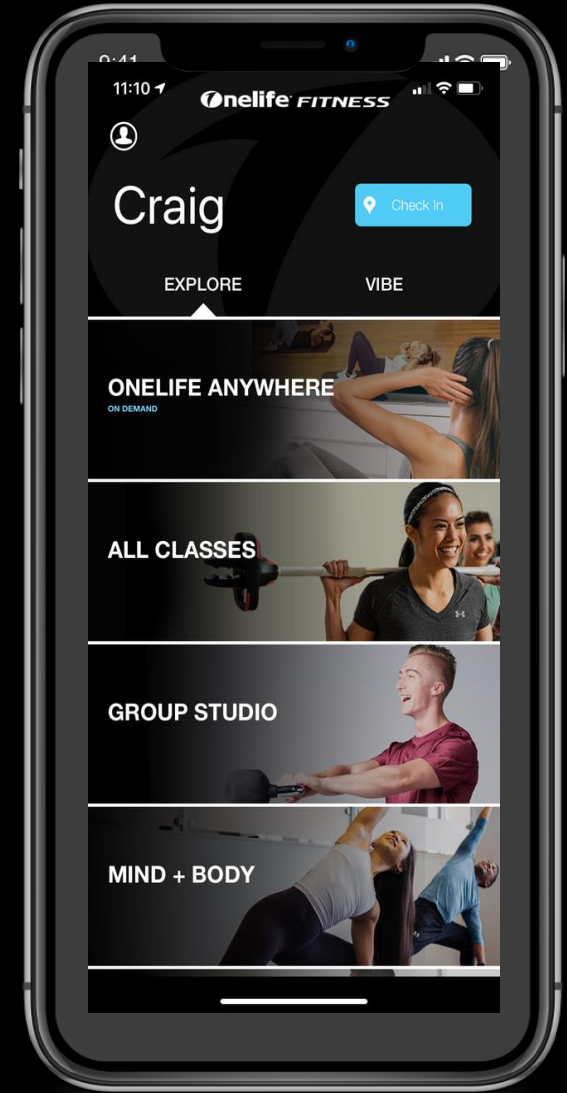 9:41
11:10
Onelife FITNESS
Craig
Check In
EXPLORE
VIBE
ONELIFE ANYWHERE
ON DEMAND
ALL CLASSES
GROUP STUDIO
MIND + BODY